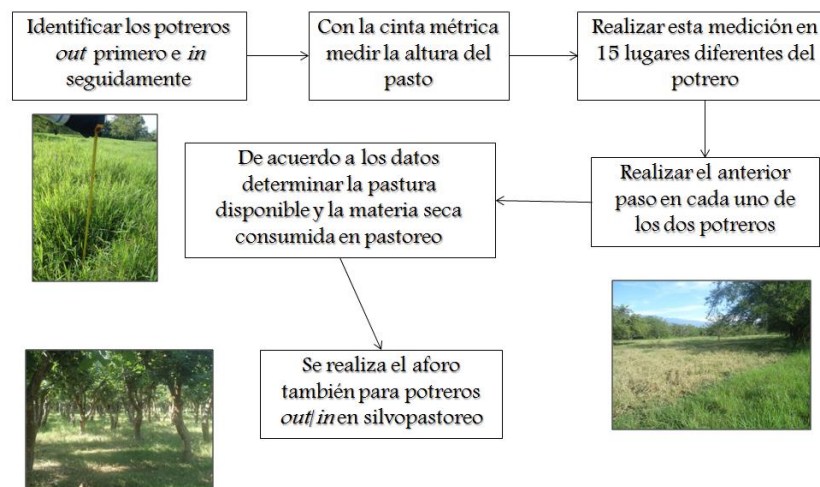 Identificar los potreros
out primero e in
seguidamente
Con la cinta métrica
medir la altura del
pasto
Realizar esta medición en
15 lugares diferentes del
potrero
Realizar el anterior
paso en cada uno de
los dos potreros
De acuerdo a los datos
determinar la pastura
disponible y la materia seca
consumida en pastoreo
Se realiza el aforo
también para potreros
out/in en silvopastoreo